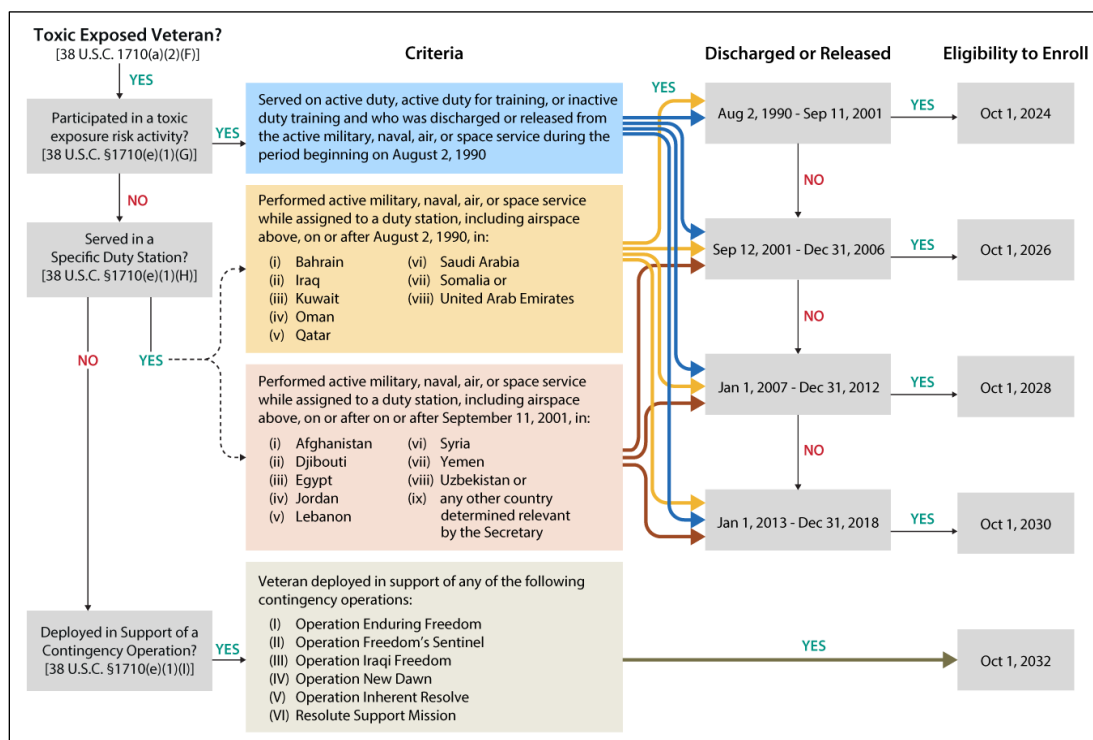 Toxic Exposed Veteran?
[38 U.S.C. 1710(a)(2)(F)]
YES
Participated in a toxic
exposure risk activity?
[38 U.S.C. §1710(e)(1)(G)]
YES
NO
Served in a
Specific Duty Station?
[38 U.S.C. §1710(e)(1)(H)]
NO
YES
Deployed in Support of a
Contingency Operation?
[38 U.S.C. §1710(e)(1)(I)]
YES
Criteria
Served on active duty, active duty for training, or inactive
duty training and who was discharged or released from
the active military, naval, air, or space service during the
period beginning on August 2, 1990
Performed active military, naval, air, or space service
while assigned to a duty station, including airspace
above, on or after August 2, 1990, in:
(i) Bahrain
(ii) Iraq
(iii) Kuwait
(iv) Oman
(v) Qatar
(vi) Saudi Arabia
(vii) Somalia or
(viii) United Arab Emirates
Performed active military, naval, air, or space service
while assigned to a duty station, including airspace
above, on or after on or after September 11, 2001, in:
(i) Afghanistan
(ii) Djibouti
(iii) Egypt
(iv) Jordan
(v) Lebanon
(vi) Syria
(vii) Yemen
(viii) Uzbekistan or
(ix) any other country
determined relevant
by the Secretary
Veteran deployed in support of any of the following
contingency operations:
(I) Operation Enduring Freedom
(II) Operation Freedom's Sentinel
(III) Operation Iraqi Freedom
(IV) Operation New Dawn
(V) Operation Inherent Resolve
(VI) Resolute Support Mission
YES
YES
Discharged or Released
Aug 2, 1990 - Sep 11, 2001
NO
Sep 12, 2001 - Dec 31, 2006
NO
Jan 1, 2007 - Dec 31, 2012
NO
Jan 1, 2013 - Dec 31, 2018
Eligibility to Enroll
YES
Oct 1, 2024
YES
Oct 1, 2026
YES
Oct 1, 2028
YES
Oct 1, 2030
Oct 1, 2032